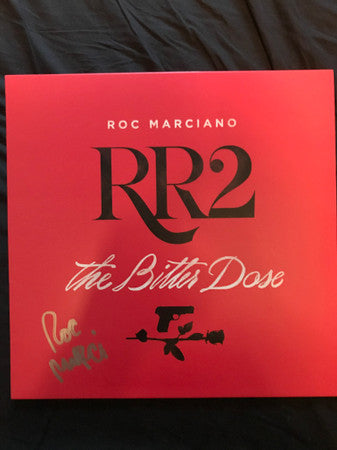 ROC MARCIANO
RR2
the Bitter Dose
Roc
Marci